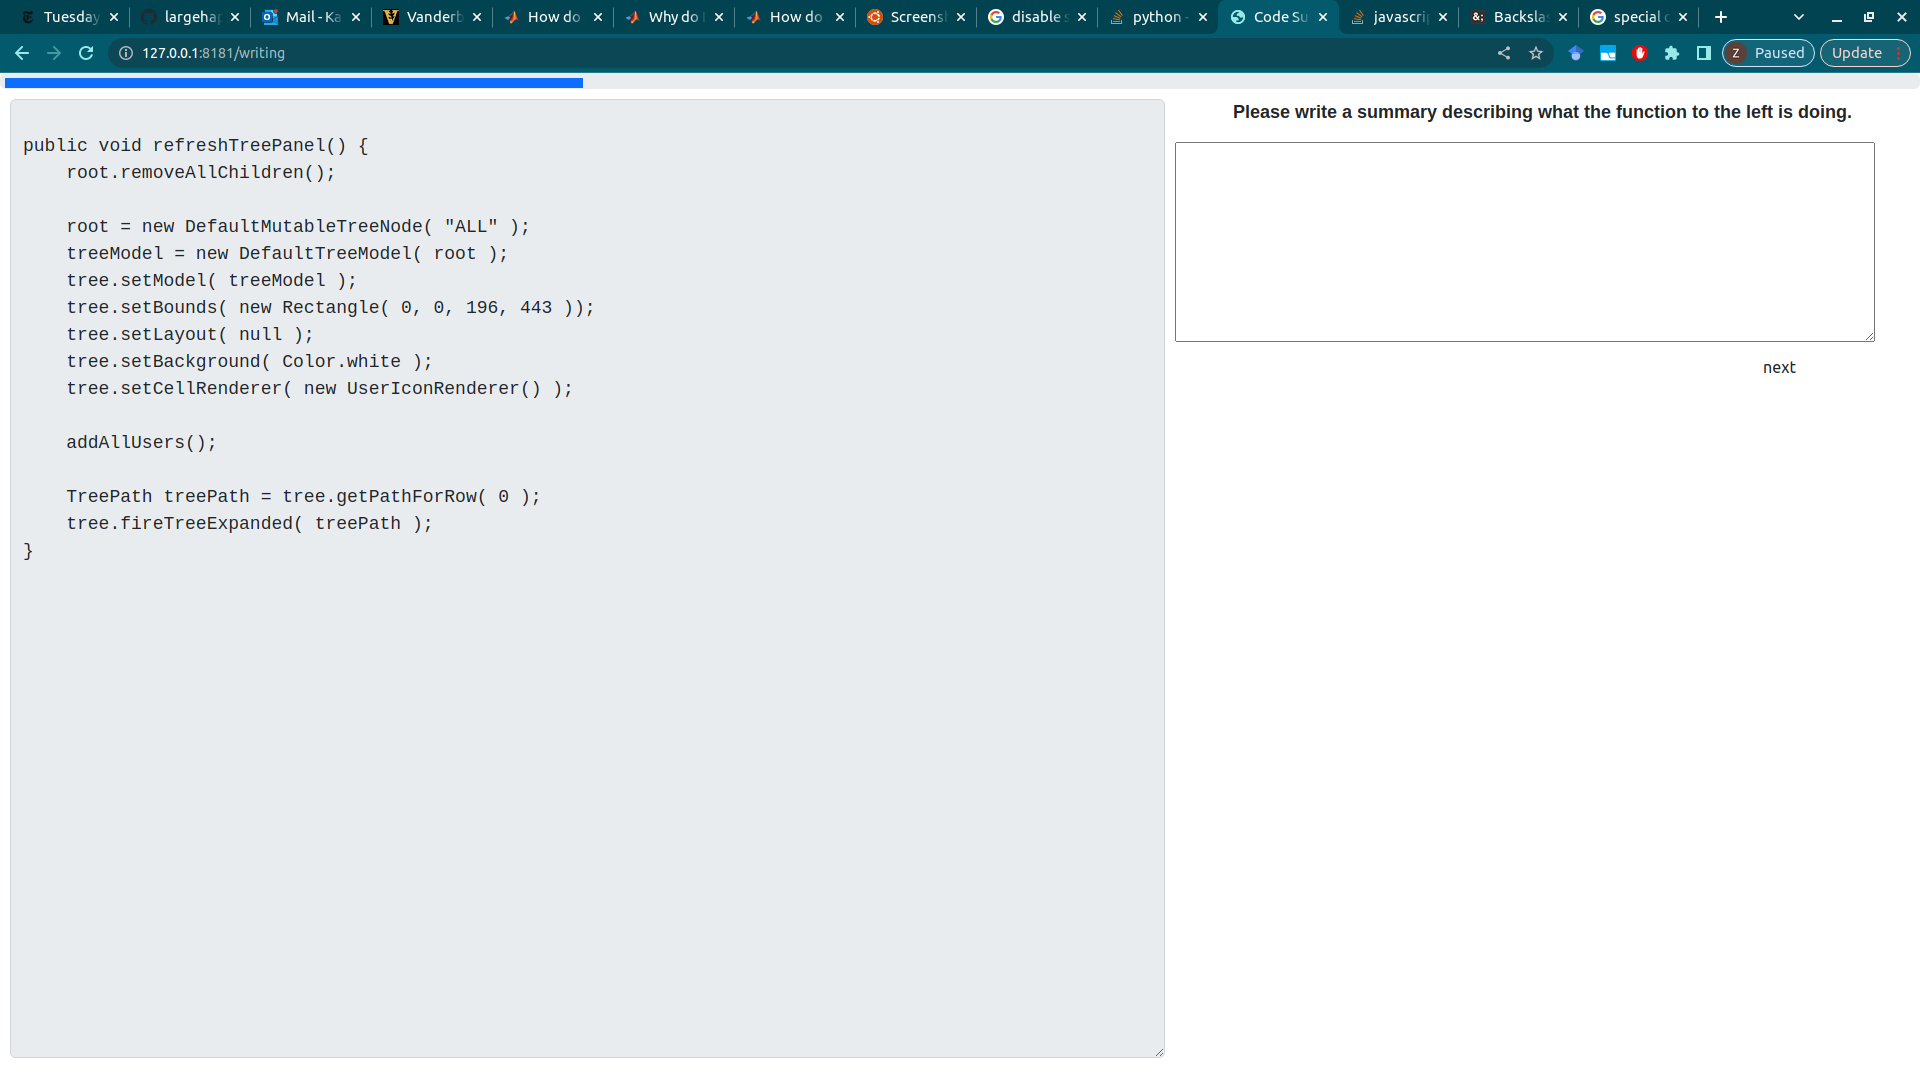 Tuesday
largeha
Mail - Ka
Vanderb
How do
Why do
How do
Screens
disable s
python -
Code Su
javascri
Backsla
special c
127.0.0.1:8181/writing
Z Paused
Update
public void refreshTreePanel() {
    root.removeAllChildren();
    root = new DefaultMutableTreeNode( "ALL" );
    treeModel = new DefaultTreeModel( root );
    tree.setModel( treeModel );
    tree.setBounds( new Rectangle( 0, 0, 196, 443 ));
    tree.setLayout( null );
    tree.setBackground( Color.white );
    tree.setCellRenderer( new UserIconRenderer() );
    addAllUsers();
    TreePath treePath = tree.getPathForRow( 0 );
    tree.fireTreeExpanded( treePath );
}
Please write a summary describing what the function to the left is doing.
next